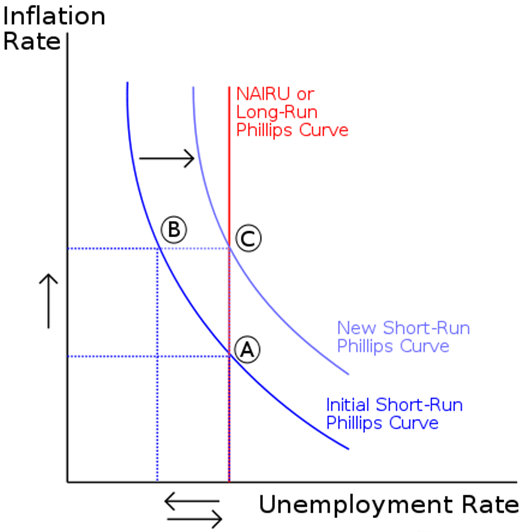 Inflation
Rate
NAIRU or
Long-Run
Phillips Curve
B
C
A
New Short-Run
Phillips Curve
Initial Short-Run
Phillips Curve
Unemployment Rate